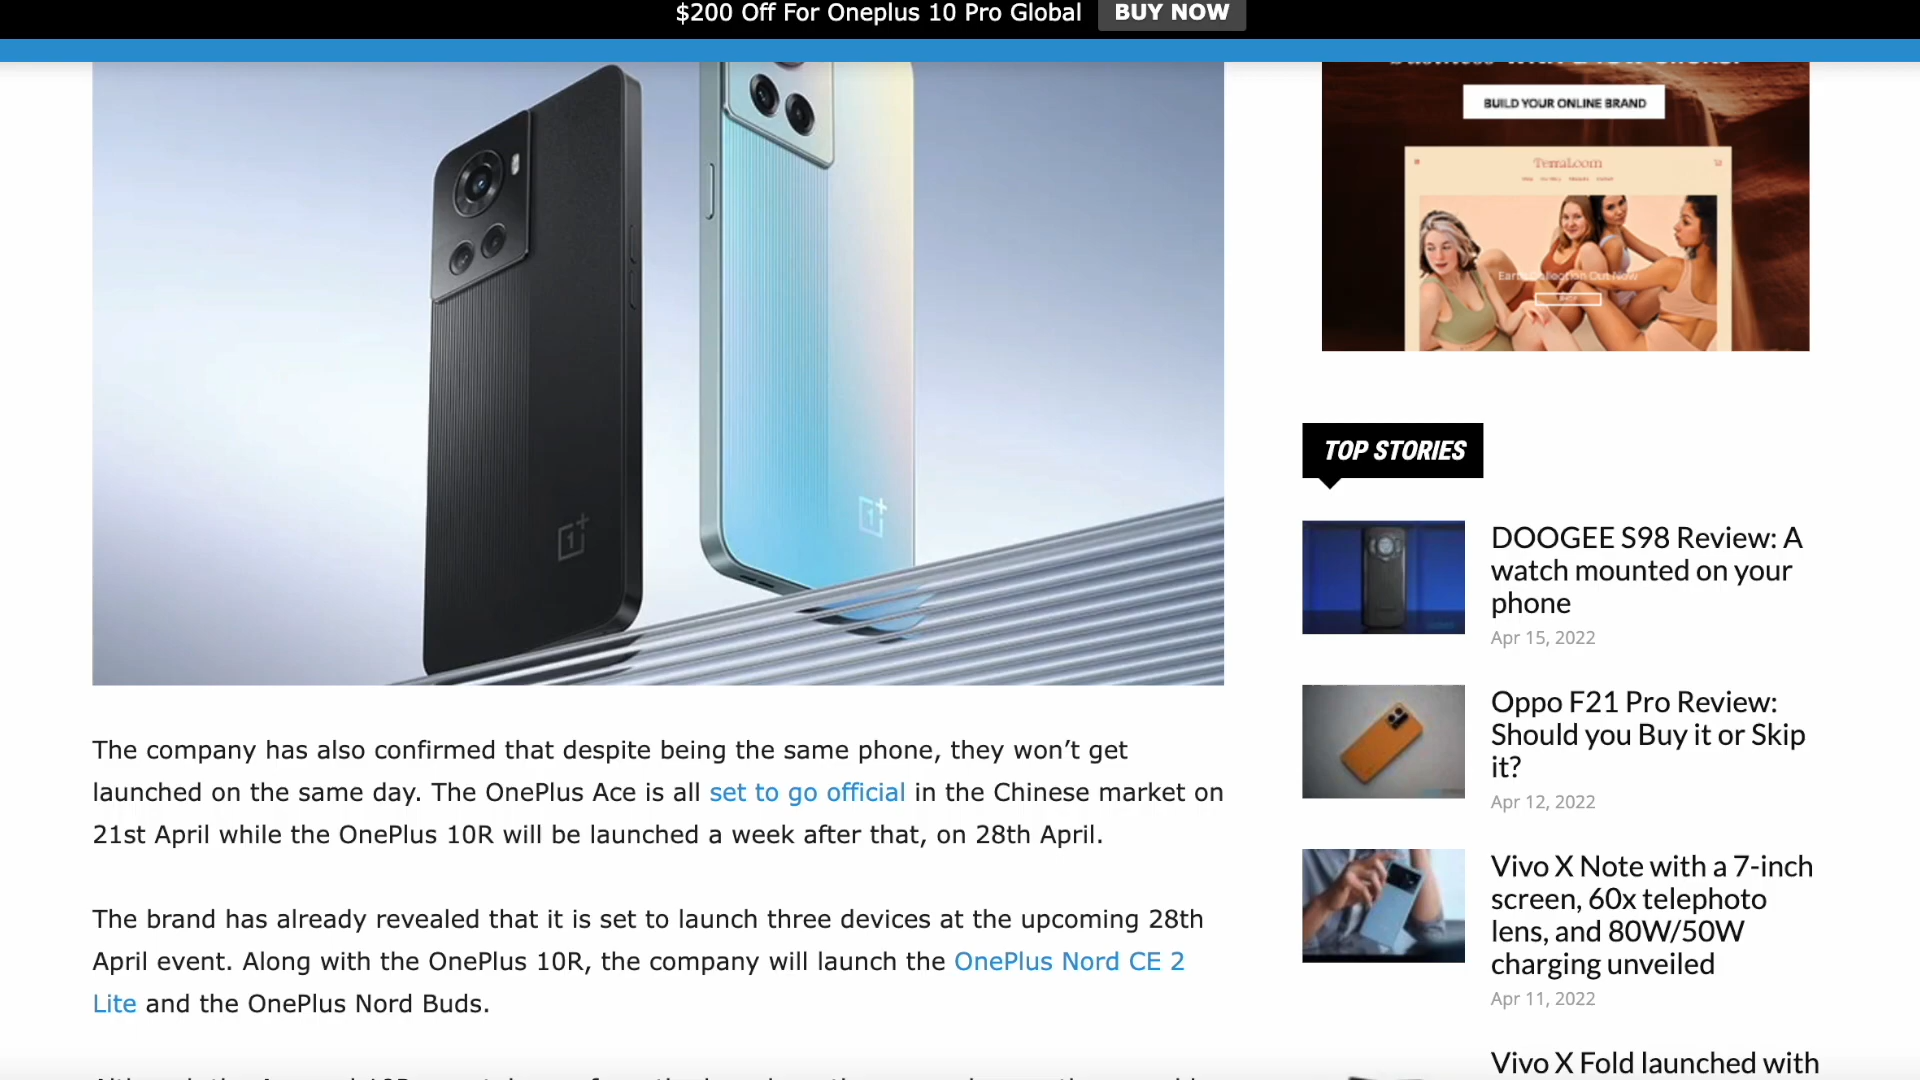 $200 Off For Oneplus 10 Pro Global
BUY NOW
BUILD YOUR ONLINE BRAND
Earth Collection Out Now
TOP STORIES
DOOGEE S98 Review: A
watch mounted on your
phone
Apr 15, 2022
Oppo F21 Pro Review:
Should you Buy it or Skip
it?
Apr 12, 2022
Vivo X Note with a 7-inch
screen, 60x telephoto
lens, and 80W/50W
charging unveiled
Apr 11, 2022
Vivo X Fold launched with
The company has also confirmed that despite being the same phone, they won’t get
launched on the same day. The OnePlus Ace is all set to go official in the Chinese market on
21st April while the OnePlus 10R will be launched a week after that, on 28th April.
The brand has already revealed that it is set to launch three devices at the upcoming 28th
April event. Along with the OnePlus 10R, the company will launch the OnePlus Nord CE 2
Lite and the OnePlus Nord Buds.